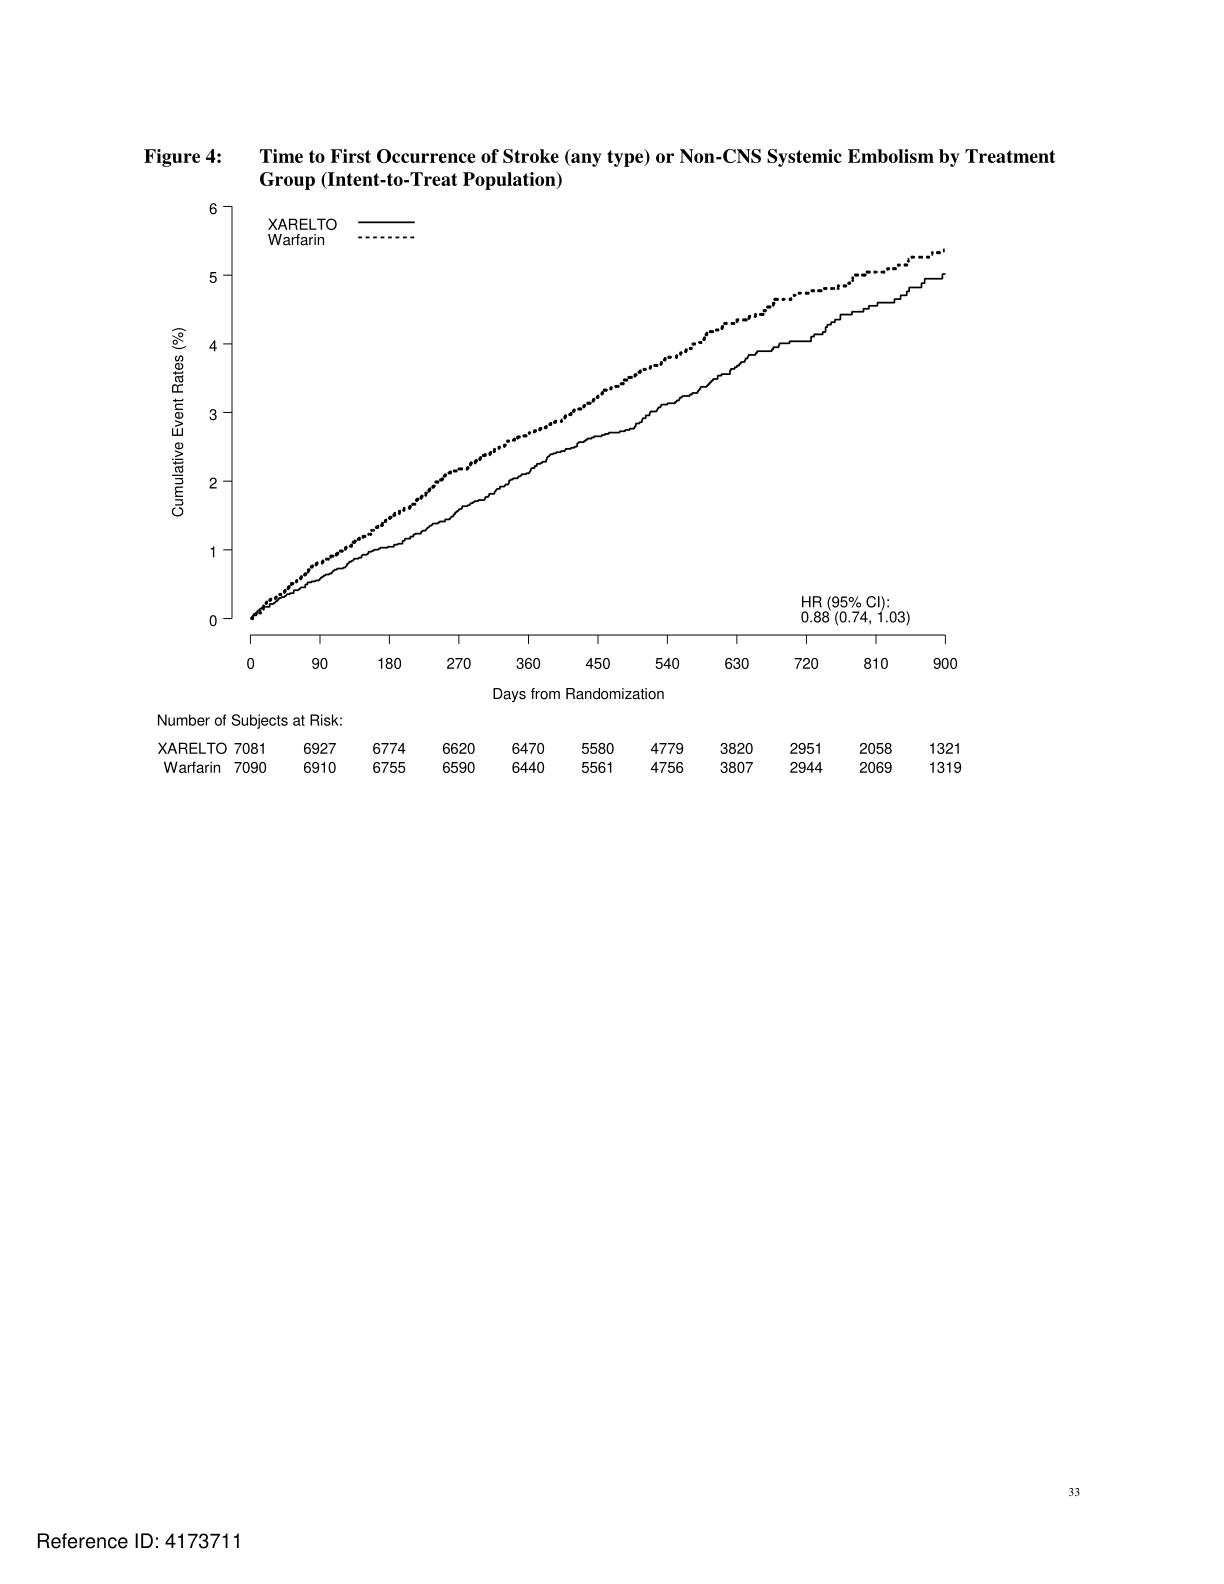 Figure 4: Time to First Occurrence of Stroke (any type) or Non-CNS Systemic Embolism by Treatment
Group (Intent-to-Treat Population)
XARELTO
Warfarin
6
5
4
3
2
1
0
Cumulative Event Rates (%)
HR (95% CI):
0.88 (0.74, 1.03)
0 90 180 270 360 450 540 630 720 810 900
Days from Randomization
Number of Subjects at Risk:
XARELTO 7081 6927 6774 6620 6470 5580 4779 3820 2951 2058 1321
Warfarin 7090 6910 6755 6590 6440 5561 4756 3807 2944 2069 1319
33
Reference ID: 4173711